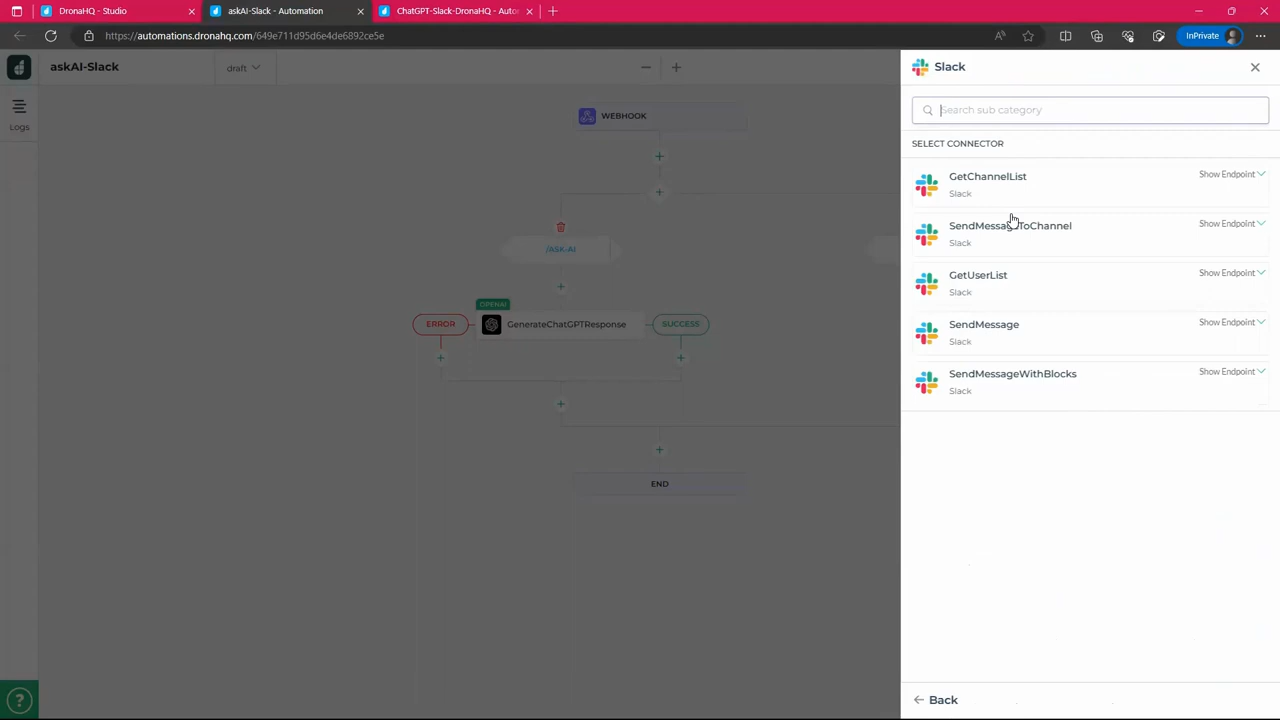 DronaHQ - Studio
askAI-Slack - Automation
ChatGPT-Slack-DronaHQ - Auto
https://automations.dronahq.com/649e711d95d6e4de6892ce5e
InPrivate
askAI-Slack
draft
Logs
WEBHOOK
/ASK-AI
OPENAI
ERROR
GenerateChatGPTResponse
SUCCESS
END
Slack
Search sub category
SELECT CONNECTOR
GetChannelList
Show Endpoint
Slack
SendMessageToChannel
Show Endpoint
Slack
GetUserList
Show Endpoint
Slack
SendMessage
Show Endpoint
Slack
SendMessageWithBlocks
Show Endpoint
Slack
Back